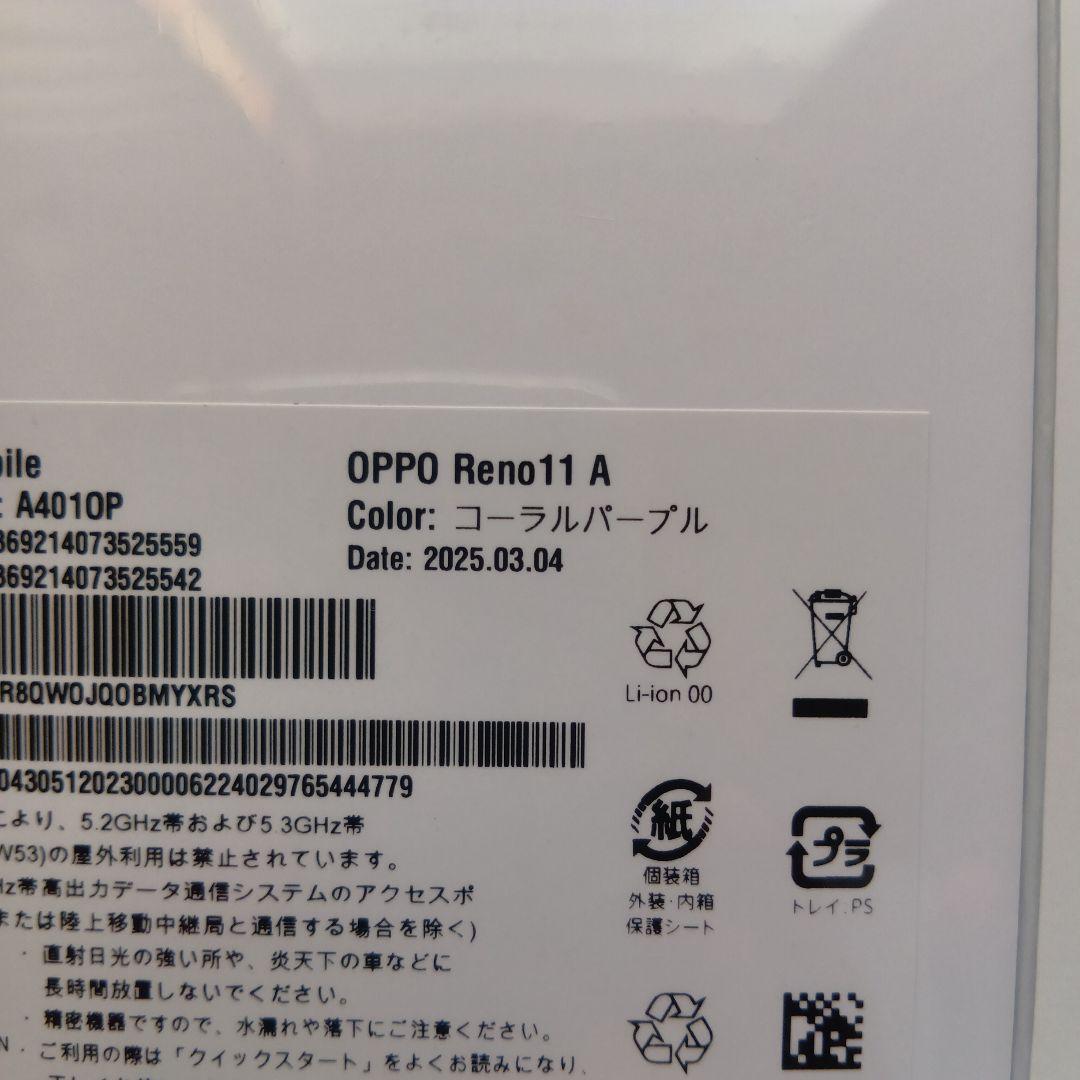 OPPO Reno11 A
: A401OP
Color: コーラルパープル
869214073525559
Date: 2025.03.04
869214073525542
R8QWOJQOBMYXRS
Li-ion 00
04305120230000622402976544​4779
により、5.2GHz帯および5.3GHz帯
W53)の屋外利用は禁止されています。
Hz帯高出力データ通信システムのアクセスポ
または陸上移動中継局と通信する場合を除く)
・直射日光の強い所や、炎天下の車などに
長時間放置しないでください。
・精密機器ですので、水濡れや落下にご注意ください。
N ・ご利用の際は「クイックスタート」をよくお読みになり、
紙
個装箱
外装・内箱
保護シート
プラ
トレイ.PS